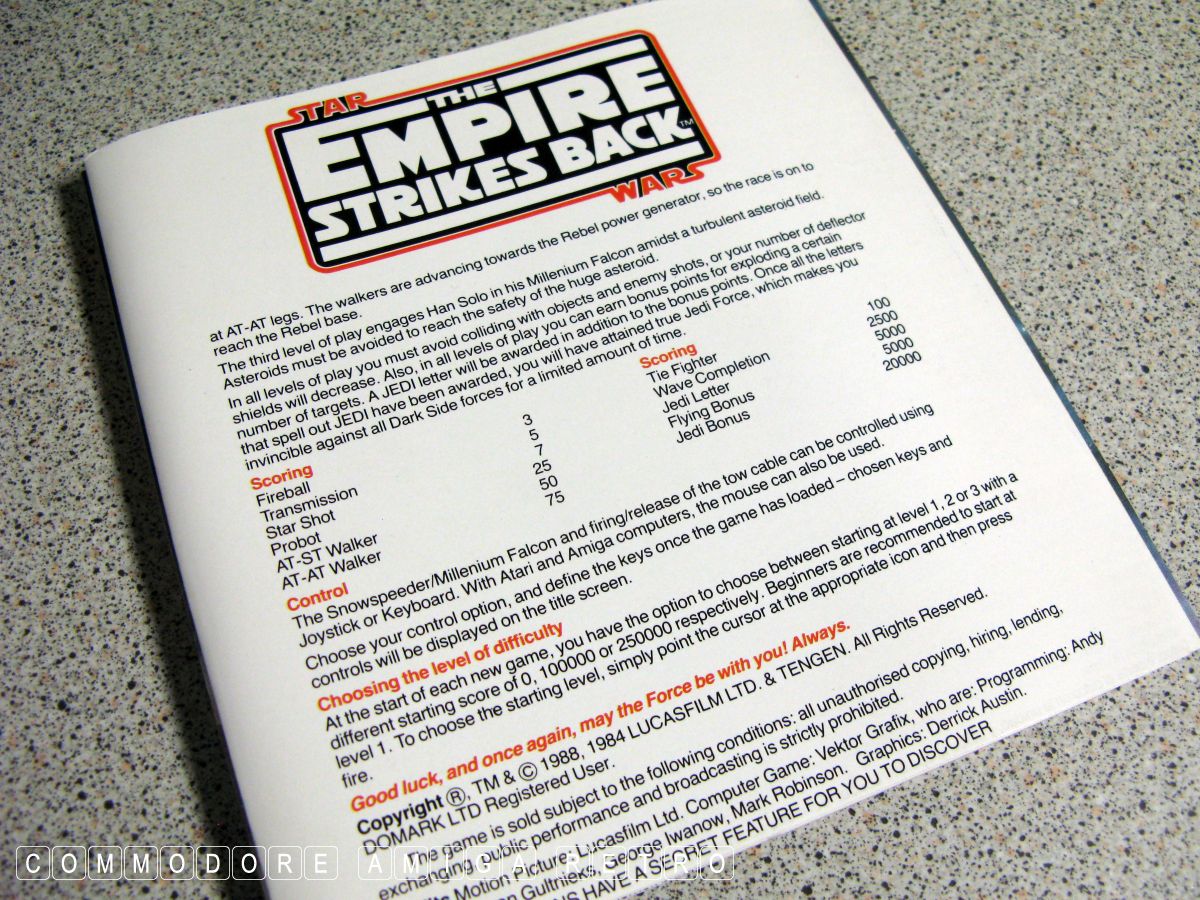 STAR
THE
EMPIRE
STRIKES BACK™
WARS
at AT-AT legs. The walkers are advancing towards the Rebel power generator, so the race is on to
reach the Rebel base.
The third level of play engages Han Solo in his Millenium Falcon amidst a turbulent asteroid field.
Asteroids must be avoided to reach the safety of the huge asteroid.
In all levels of play you must avoid colliding with objects and enemy shots, or your number of deflector
shields will decrease. Also, in all levels of play you can earn bonus points for exploding a certain
number of targets. A JEDI letter will be awarded in addition to the bonus points. Once all the letters
that spell out JEDI have been awarded, you will have attained true Jedi Force, which makes you
invincible against all Dark Side forces for a limited amount of time.
Scoring
Fireball 3
Transmission 5
Star Shot 7
Probot 25
AT-ST Walker 50
AT-AT Walker 75
Scoring
Tie Fighter 100
Wave Completion 2500
Jedi Letter 5000
Flying Bonus 5000
Jedi Bonus 20000
Control
The Snowspeeder/Millenium Falcon and firing/release of the tow cable can be controlled using
Joystick or Keyboard. With Atari and Amiga computers, the mouse can also be used.
Choose your control option, and define the keys once the game has loaded – chosen keys and
controls will be displayed on the title screen.
Choosing the level of difficulty
At the start of each new game, you have the option to choose between starting at level 1, 2 or 3 with a
different starting score of 0, 100000 or 250000 respectively. Beginners are recommended to start at
level 1. To choose the starting level, simply point the cursor at the appropriate icon and then press
fire.
Good luck, and once again, may the Force be with you! Always.
Copyright ®, TM & © 1988, 1984 LUCASFILM LTD. & TENGEN. All Rights Reserved.
DOMARK LTD Registered User.
The game is sold subject to the following conditions: all unauthorised copying, hiring, lending,
exchanging, public performance and broadcasting is strictly prohibited.
Motion Picture: Lucasfilm Ltd. Computer Game: Vektor Grafix, who are: Programming: Andy
Gultnieks, George Iwanow, Mark Robinson. Graphics: Derrick Austin.
HAVE A SECRET FEATURE FOR YOU TO DISCOVER
COMMODORE AMIGA RETRO